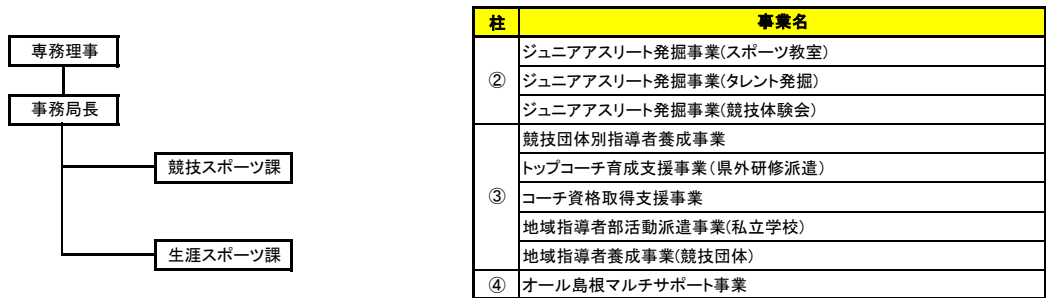 専務理事
事務局長
競技スポーツ課
生涯スポーツ課
柱 事業名
② ジュニアアスリート発掘事業(スポーツ教室)
ジュニアアスリート発掘事業(タレント発掘)
ジュニアアスリート発掘事業(競技体験会)
③ 競技団体別指導者養成事業
トップコーチ育成支援事業(県外研修派遣)
コーチ資格取得支援事業
地域指導者部活動派遣事業(私立学校)
地域指導者養成事業(競技団体)
④ オール島根マルチサポート事業